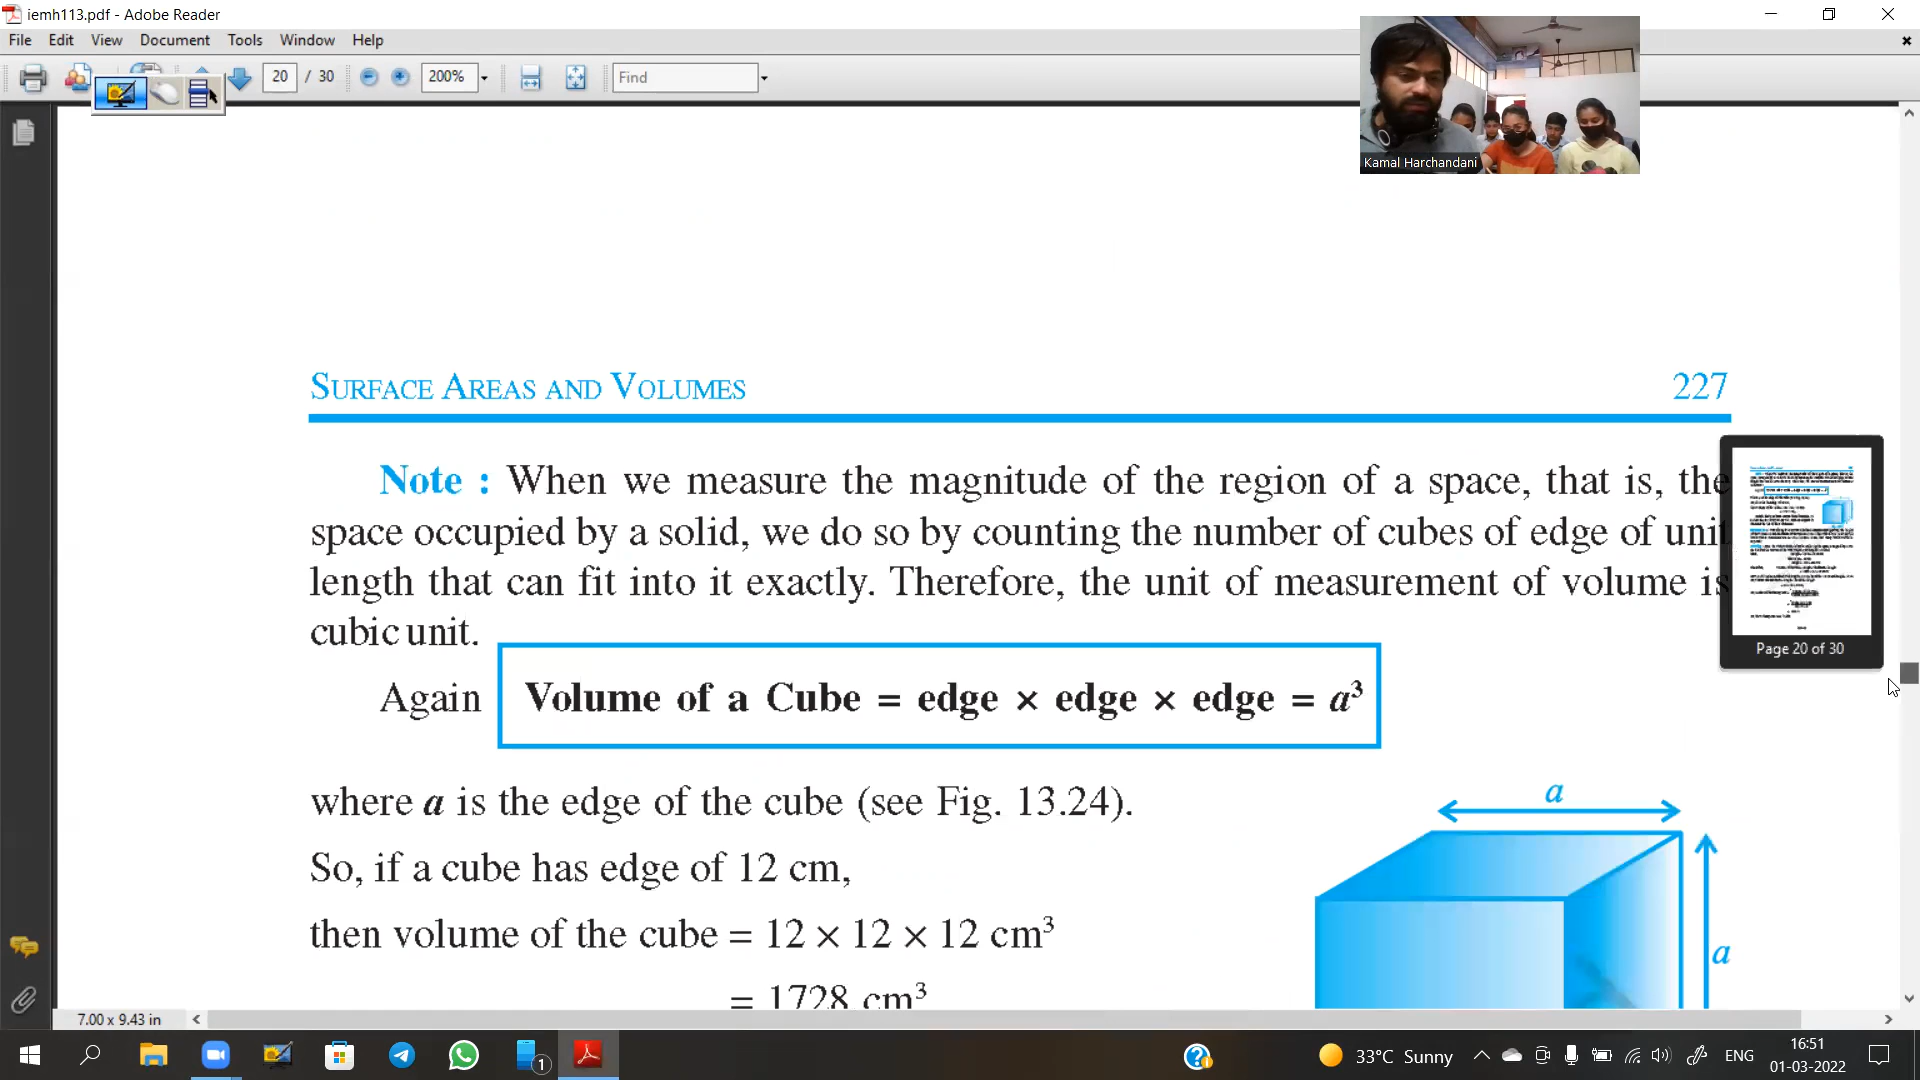 iemh113.pdf - Adobe Reader
File Edit View Document Tools Window Help
20 / 30 200% Find
Kamal Harchandani
SURFACE AREAS AND VOLUMES 227
Note : When we measure the magnitude of the region of a space, that is, the
space occupied by a solid, we do so by counting the number of cubes of edge of unit
length that can fit into it exactly. Therefore, the unit of measurement of volume is
cubic unit.
Page 20 of 30
Again Volume of a Cube = edge × edge × edge = a³
where a is the edge of the cube (see Fig. 13.24).
a
So, if a cube has edge of 12 cm,
then volume of the cube = 12 × 12 × 12 cm³
a
= 1728 cm³
7.00 x 9.43 in
1
33°C Sunny
ENG
16:51
01-03-2022